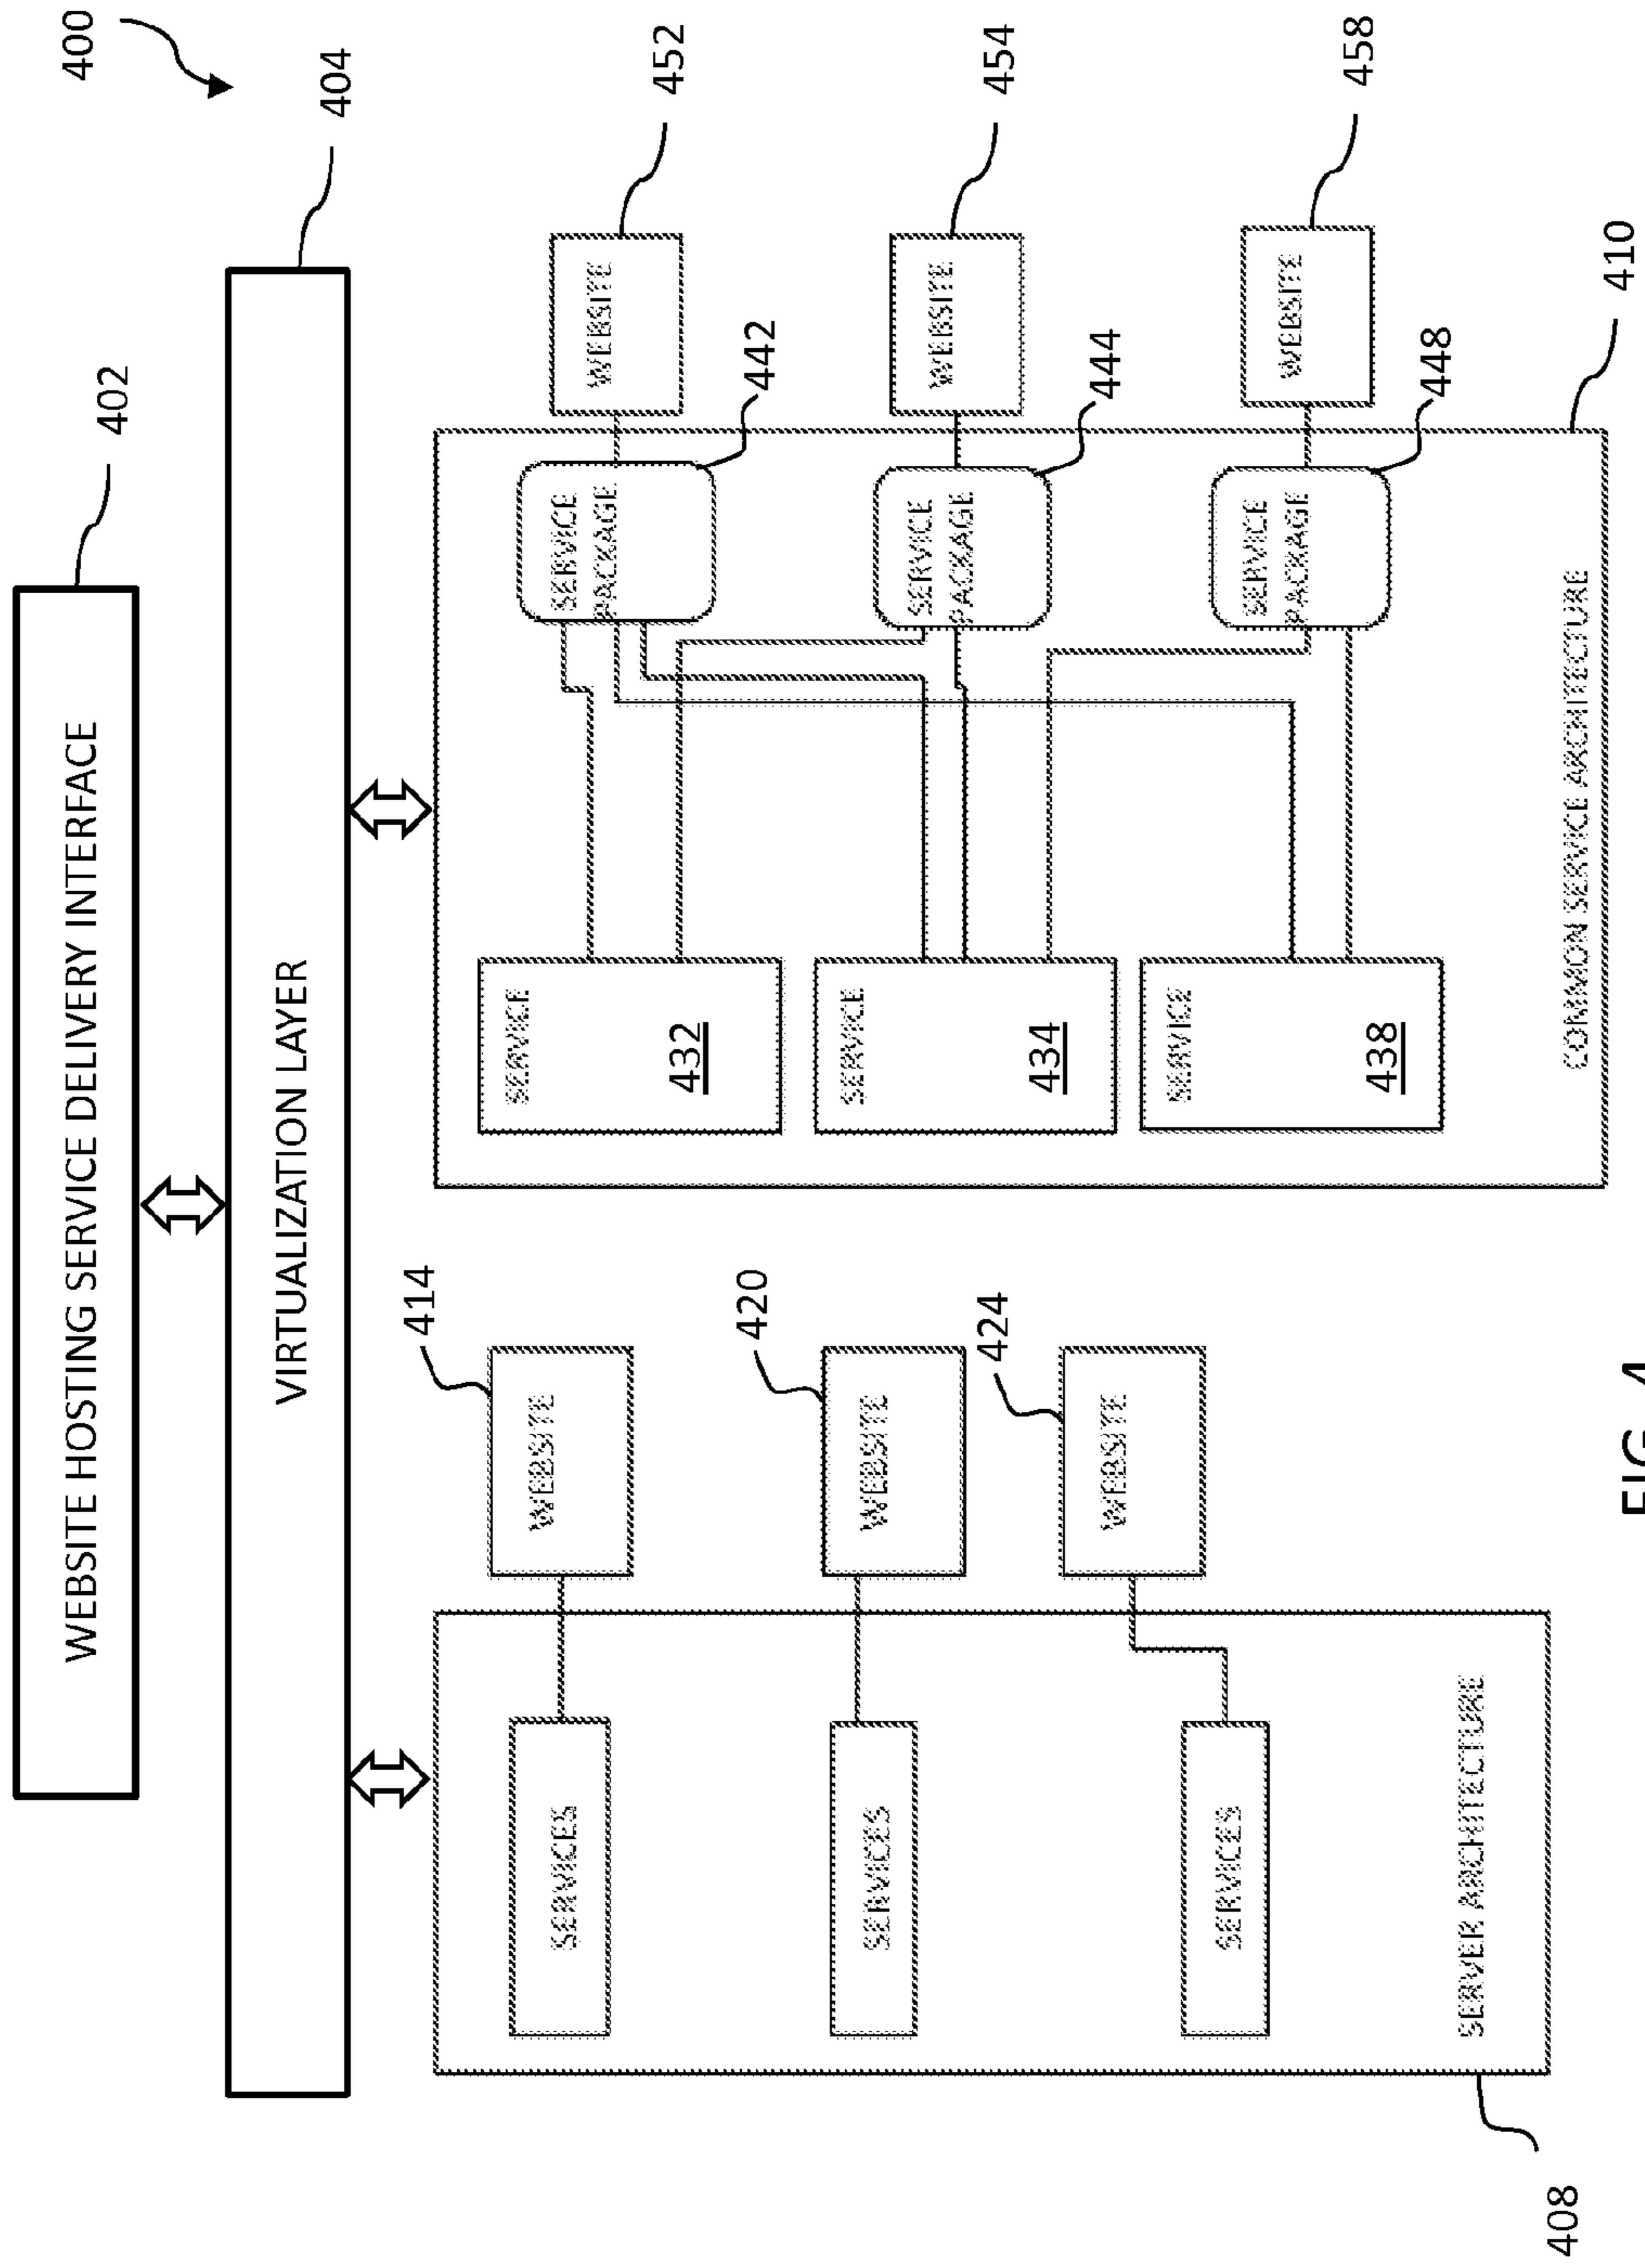 400
WEBSITE HOSTING SERVICE DELIVERY INTERFACE
402
VIRTUALIZATION LAYER
404
SERVICES
WEBSITE
414
SERVICES
WEBSITE
420
SERVICES
WEBSITE
424
SERVER ARCHITECTURE
408
SERVICE
432
SERVICE
PACKAGE
442
WEBSITE
452
SERVICE
434
SERVICE
PACKAGE
444
WEBSITE
454
SERVICE
438
SERVICE
PACKAGE
448
WEBSITE
458
COMMON SERVICE ARCHITECTURE
410
FIG. 4